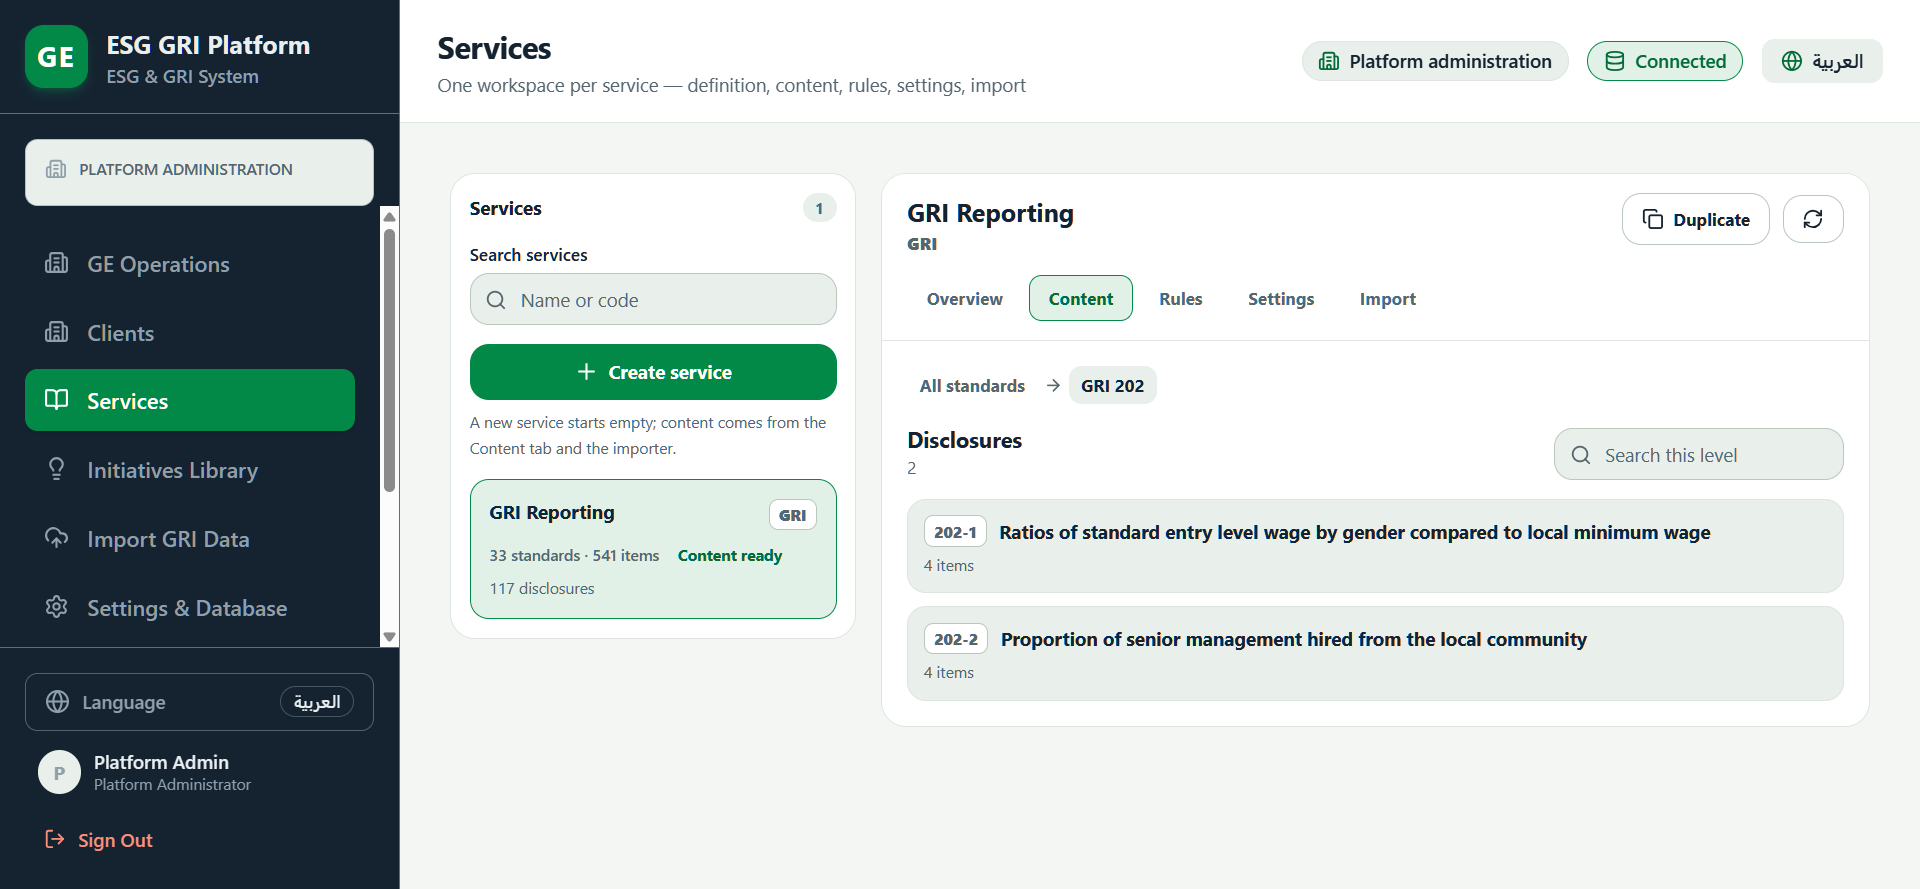 GE
ESG GRI Platform
ESG & GRI System
PLATFORM ADMINISTRATION
GE Operations
Clients
Services
Initiatives Library
Import GRI Data
Settings & Database
Language
العربية
P
Platform Admin
Platform Administrator
Sign Out
Services
One workspace per service — definition, content, rules, settings, import
Platform administration
Connected
العربية
Services
1
Search services
Name or code
Create service
A new service starts empty; content comes from the
Content tab and the importer.
GRI Reporting
GRI
33 standards · 541 items
Content ready
117 disclosures
GRI Reporting
GRI
Duplicate
Overview
Content
Rules
Settings
Import
All standards → GRI 202
Disclosures
2
Search this level
202-1 Ratios of standard entry level wage by gender compared to local minimum wage
4 items
202-2 Proportion of senior management hired from the local community
4 items